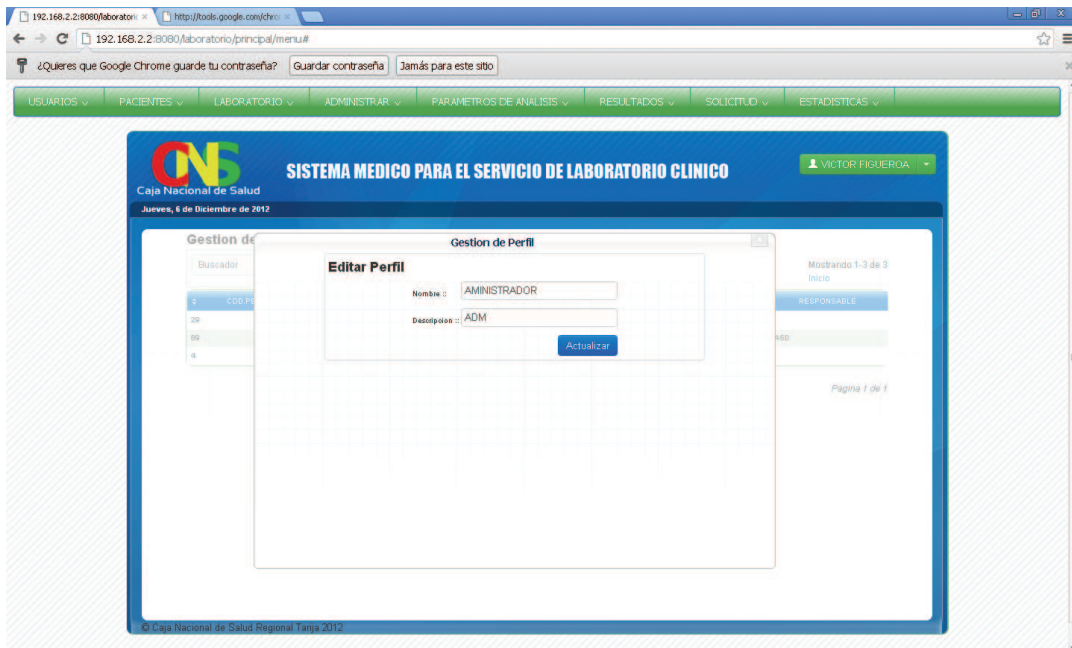 192.168.2.2:8080/laboratori
http://tools.google.com/chro
192.168.2.2:8080/laboratorio/principal/menu#
¿Quieres que Google Chrome guarde tu contraseña? Guardar contraseña Jamás para este sitio
USUARIOS PACIENTES LABORATORIO ADMINISTRAR PARAMETROS DE ANALISIS RESULTADOS SOLICITUD ESTADISTICAS
CNS
Caja Nacional de Salud
SISTEMA MEDICO PARA EL SERVICIO DE LABORATORIO CLINICO
VICTOR FIGUEROA
Jueves, 6 de Diciembre de 2012
Gestion de
Gestion de Perfil
Buscador
Editar Perfil
Mostrando 1-3 de 3
Inicio
Nombre :: AMINISTRADOR
COD.PE
RESPONSABLE
Descripcion :: ADM
29
89
ASD
Actualizar
4
Pagina 1 de 1
© Caja Nacional de Salud Regional Tarija 2012